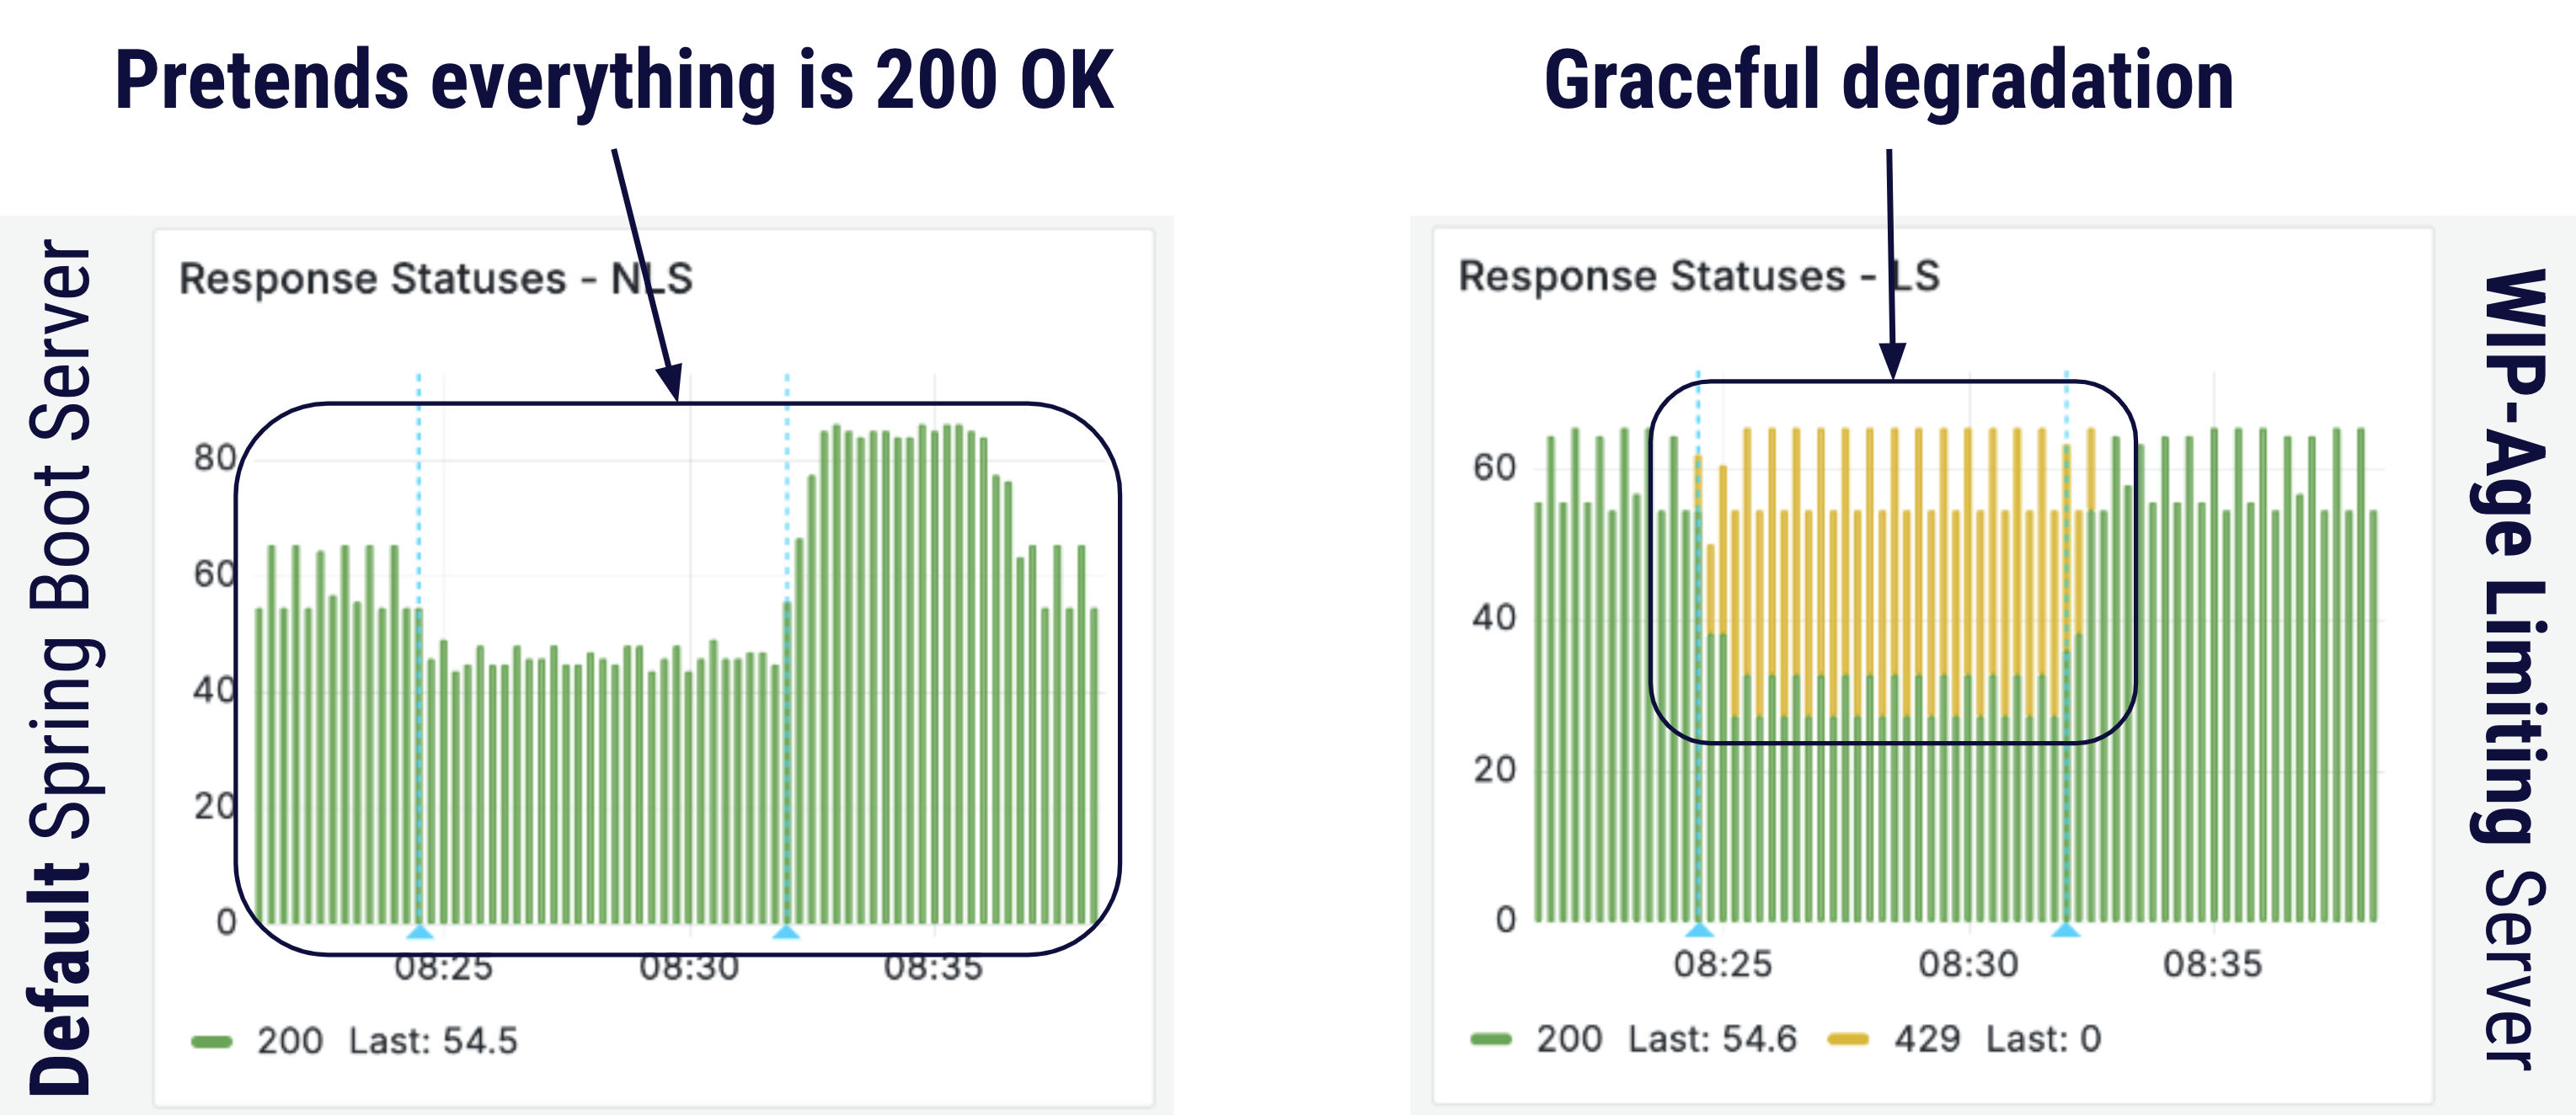 Pretends everything is 200 OK
Graceful degradation
Default Spring Boot Server
Response Statuses - NLS
80
60
40
20
0
08:25 08:30 08:35
200 Last: 54.5
Response Statuses - LS
60
40
20
0
08:25 08:30 08:35
200 Last: 54.6 429 Last: 0
WIP-Age Limiting Server